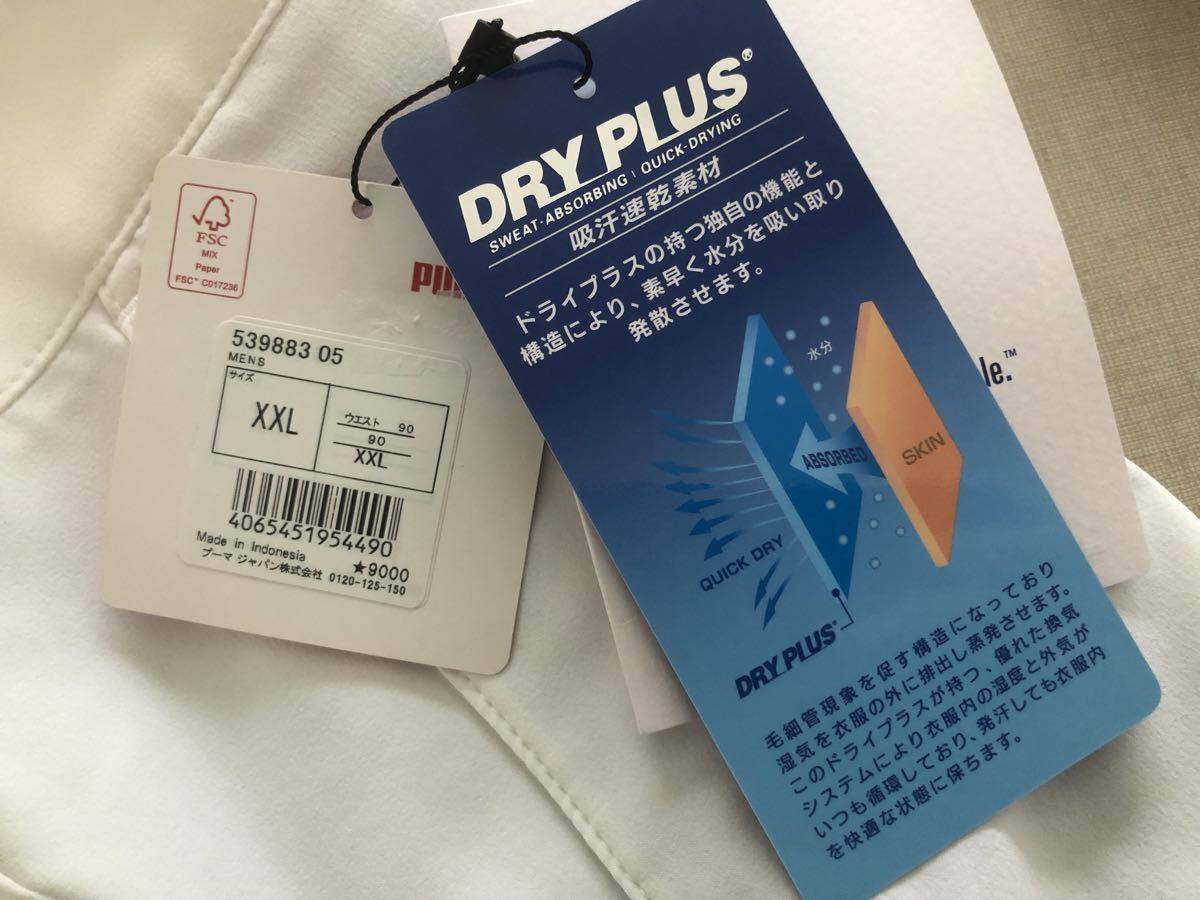 FSC
MIX
Paper
FSC™ C017236
539883 05
MENS
サイズ
XXL
ウエスト 90
90
XXL
4065451954490
Made in Indonesia
★9000
プーマ ジャパン株式会社 0120-125-150
DRY PLUS®
SWEAT-ABSORBING \ QUICK-DRYING
吸汗速乾素材
ドライプラスの持つ独自の機能と
構造により、素早く水分を吸い取り
発散させます。
水分
SKIN
ABSORBED
QUICK DRY
DRY PLUS®
毛細管現象を促す構造になっており
湿気を衣服の外に排出し蒸発させます。
このドライプラスが持つ、優れた換気
システムにより衣服内の湿度と外気が
いつも循環しており、発汗しても衣服内
を快適な状態に保ちます。
le.™